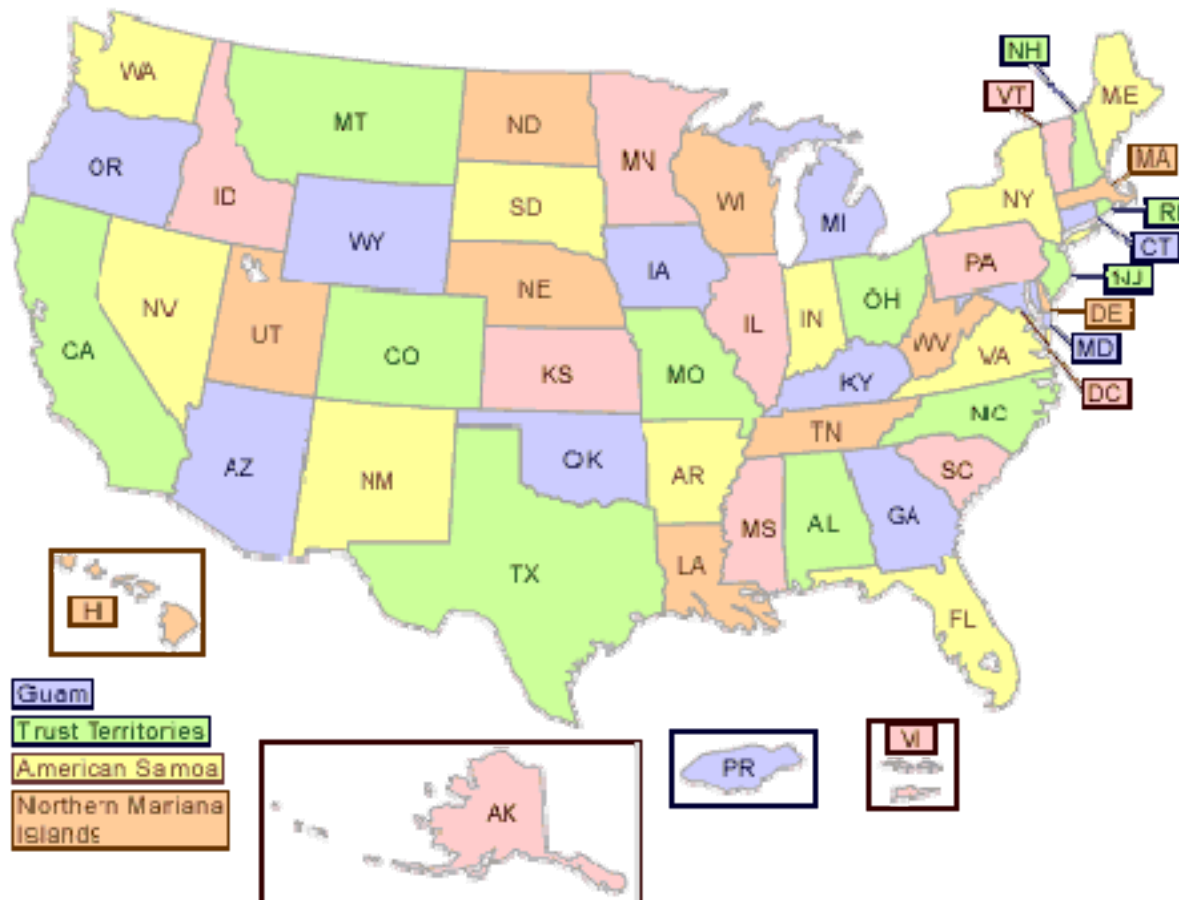 WA
MT
ND
MN
NH
VT
ME
MA
OR
ID
WY
SD
WI
MI
NY
RI
CT
NV
UT
CO
NE
IA
IL
IN
OH
PA
NJ
DE
MD
DC
CA
KS
MO
KY
WV
VA
AZ
NM
OK
AR
TN
NC
SC
TX
LA
MS
AL
GA
FL
HI
Guam
Trust Territories
American Samoa
Northern Mariana
Islands
AK
PR
VI